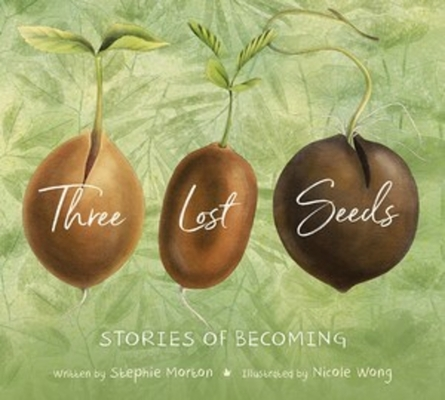 Three Lost Seeds
STORIES OF BECOMING
Written by Stephie Morton Illustrated by Nicole Wong